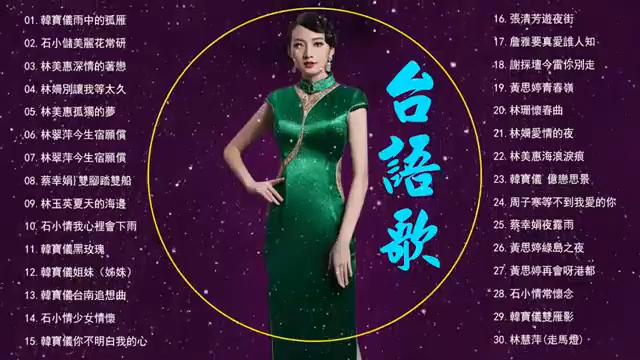 01. 韓寶儀雨中的孤雁
02. 石小儲美麗花常研
03. 林美惠深情的著戀
04. 林姍別讓我等太久
05. 林美惠孤獨的夢
06. 林翠萍今生宿願償
07. 林翠萍今生宿願償
08. 蔡幸娟]雙腳踏雙船
09. 林玉英夏天的海邊
10. 石小情我心裡會下雨
11. 韓寶儀黑玫瑰
12. 韓寶儀姐妹（姊妹）
13. 韓寶儀台南追想曲
14. 石小情少女情懷
15. 韓寶儀你不明白我的心
台語歌
16. 張清芳遊夜街
17. 詹雅要真愛誰人知
18. 謝採壇今雷你別走
19. 黃思婷青春嶺
20. 林珊懷春曲
21. 林姍愛情的夜
22. 林美惠海浪淚痕
23. 韓寶儀 億戀思景
24. 周子寒等不到我愛的你
25. 蔡幸娟夜露雨
26. 黃思婷綠島之夜
27. 黃思婷再會呀港都
28. 石小情常懷念
29. 韓寶儀雙雁影
30. 林慧萍(走馬燈)